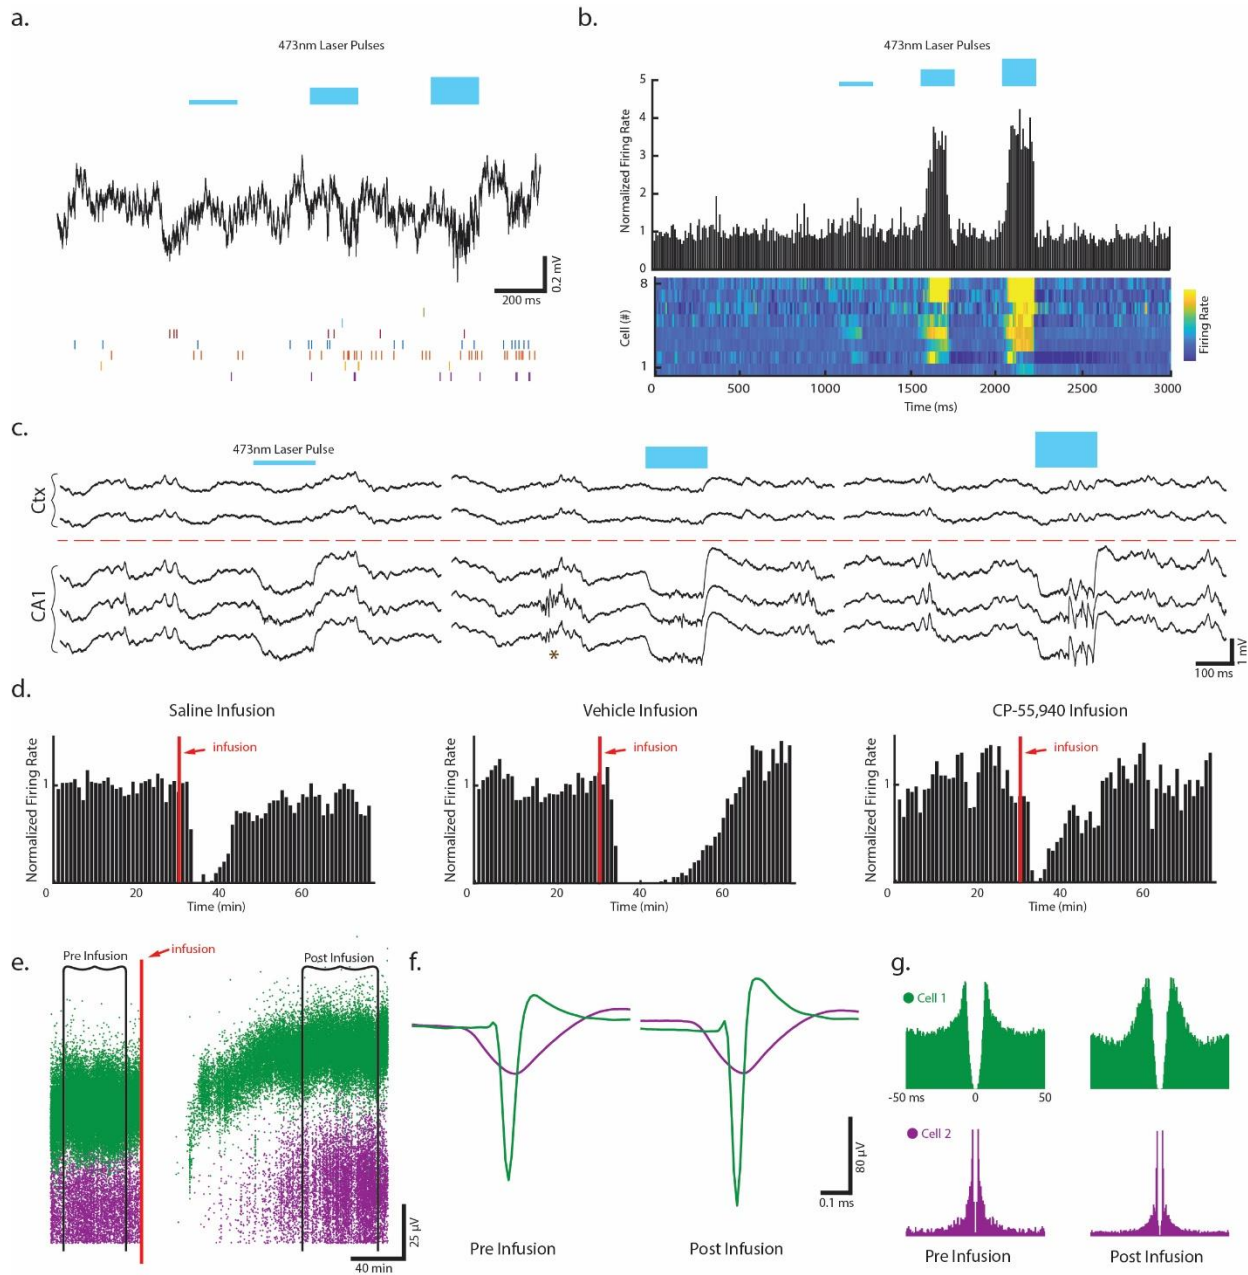 a.
473nm Laser Pulses
0.2 mV
200 ms
b.
473nm Laser Pulses
Normalized Firing Rate
5
4
3
2
1
0
Cell (#)
8
1
Firing Rate
0
500
1000
1500
2000
2500
3000
Time (ms)
c.
473nm Laser Pulse
Ctx
CA1
*
1 mV
100 ms
d.
Saline Infusion
infusion
Normalized Firing Rate
1
0
20
40
60
Time (min)
Vehicle Infusion
infusion
Normalized Firing Rate
1
0
20
40
60
Time (min)
CP-55,940 Infusion
infusion
Normalized Firing Rate
1
0
20
40
60
Time (min)
e.
Pre Infusion
infusion
Post Infusion
25 µV
40 min
f.
80 µV
0.1 ms
Pre Infusion
Post Infusion
g.
Cell 1
-50 ms
0
50
Cell 2
Pre Infusion
Post Infusion